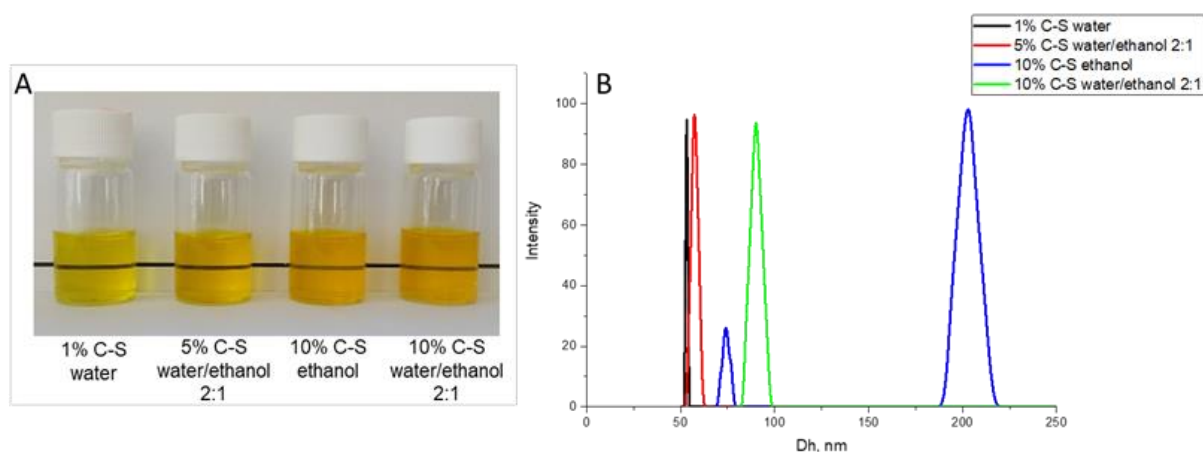 A
1% C-S
water
5% C-S
water/ethanol
2:1
10% C-S
ethanol
10% C-S
water/ethanol
2:1
B
1% C-S water
5% C-S water/ethanol 2:1
10% C-S ethanol
10% C-S water/ethanol 2:1
Intensity
100
80
60
40
20
0
0
50
100
150
200
250
Dh, nm